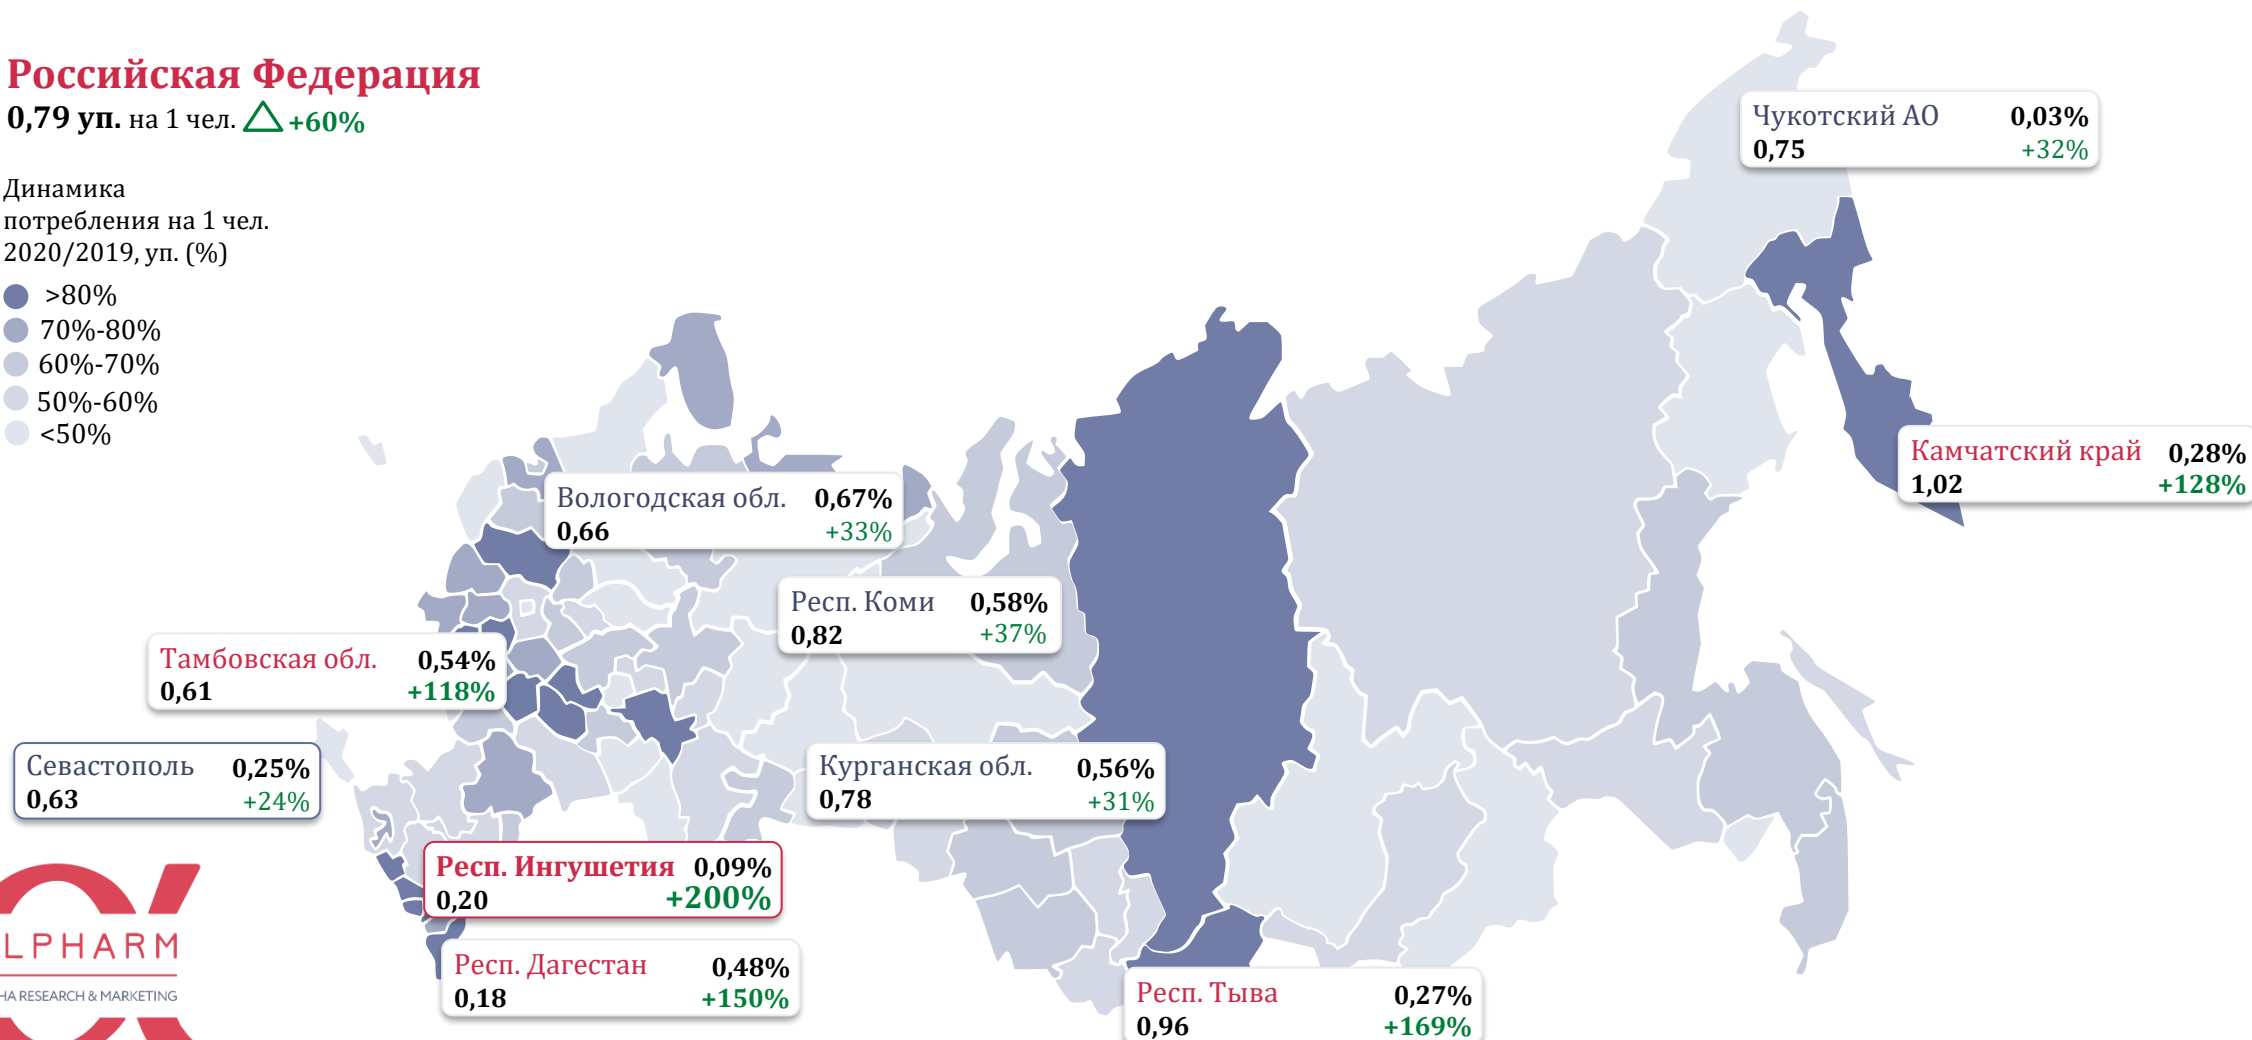 Российская Федерация
0,79 уп. на 1 чел. +60%
Динамика
потребления на 1 чел.
2020/2019, уп. (%)
>80%
70%-80%
60%-70%
50%-60%
<50%
Чукотский АО 0,03%
0,75 +32%
Камчатский край 0,28%
1,02 +128%
Вологодская обл. 0,67%
0,66 +33%
Респ. Коми 0,58%
0,82 +37%
Тамбовская обл. 0,54%
0,61 +118%
Севастополь 0,25%
0,63 +24%
Курганская обл. 0,56%
0,78 +31%
Респ. Ингушетия 0,09%
0,20 +200%
Респ. Дагестан 0,48%
0,18 +150%
Респ. Тыва 0,27%
0,96 +169%
LPHARM
HA RESEARCH & MARKETING